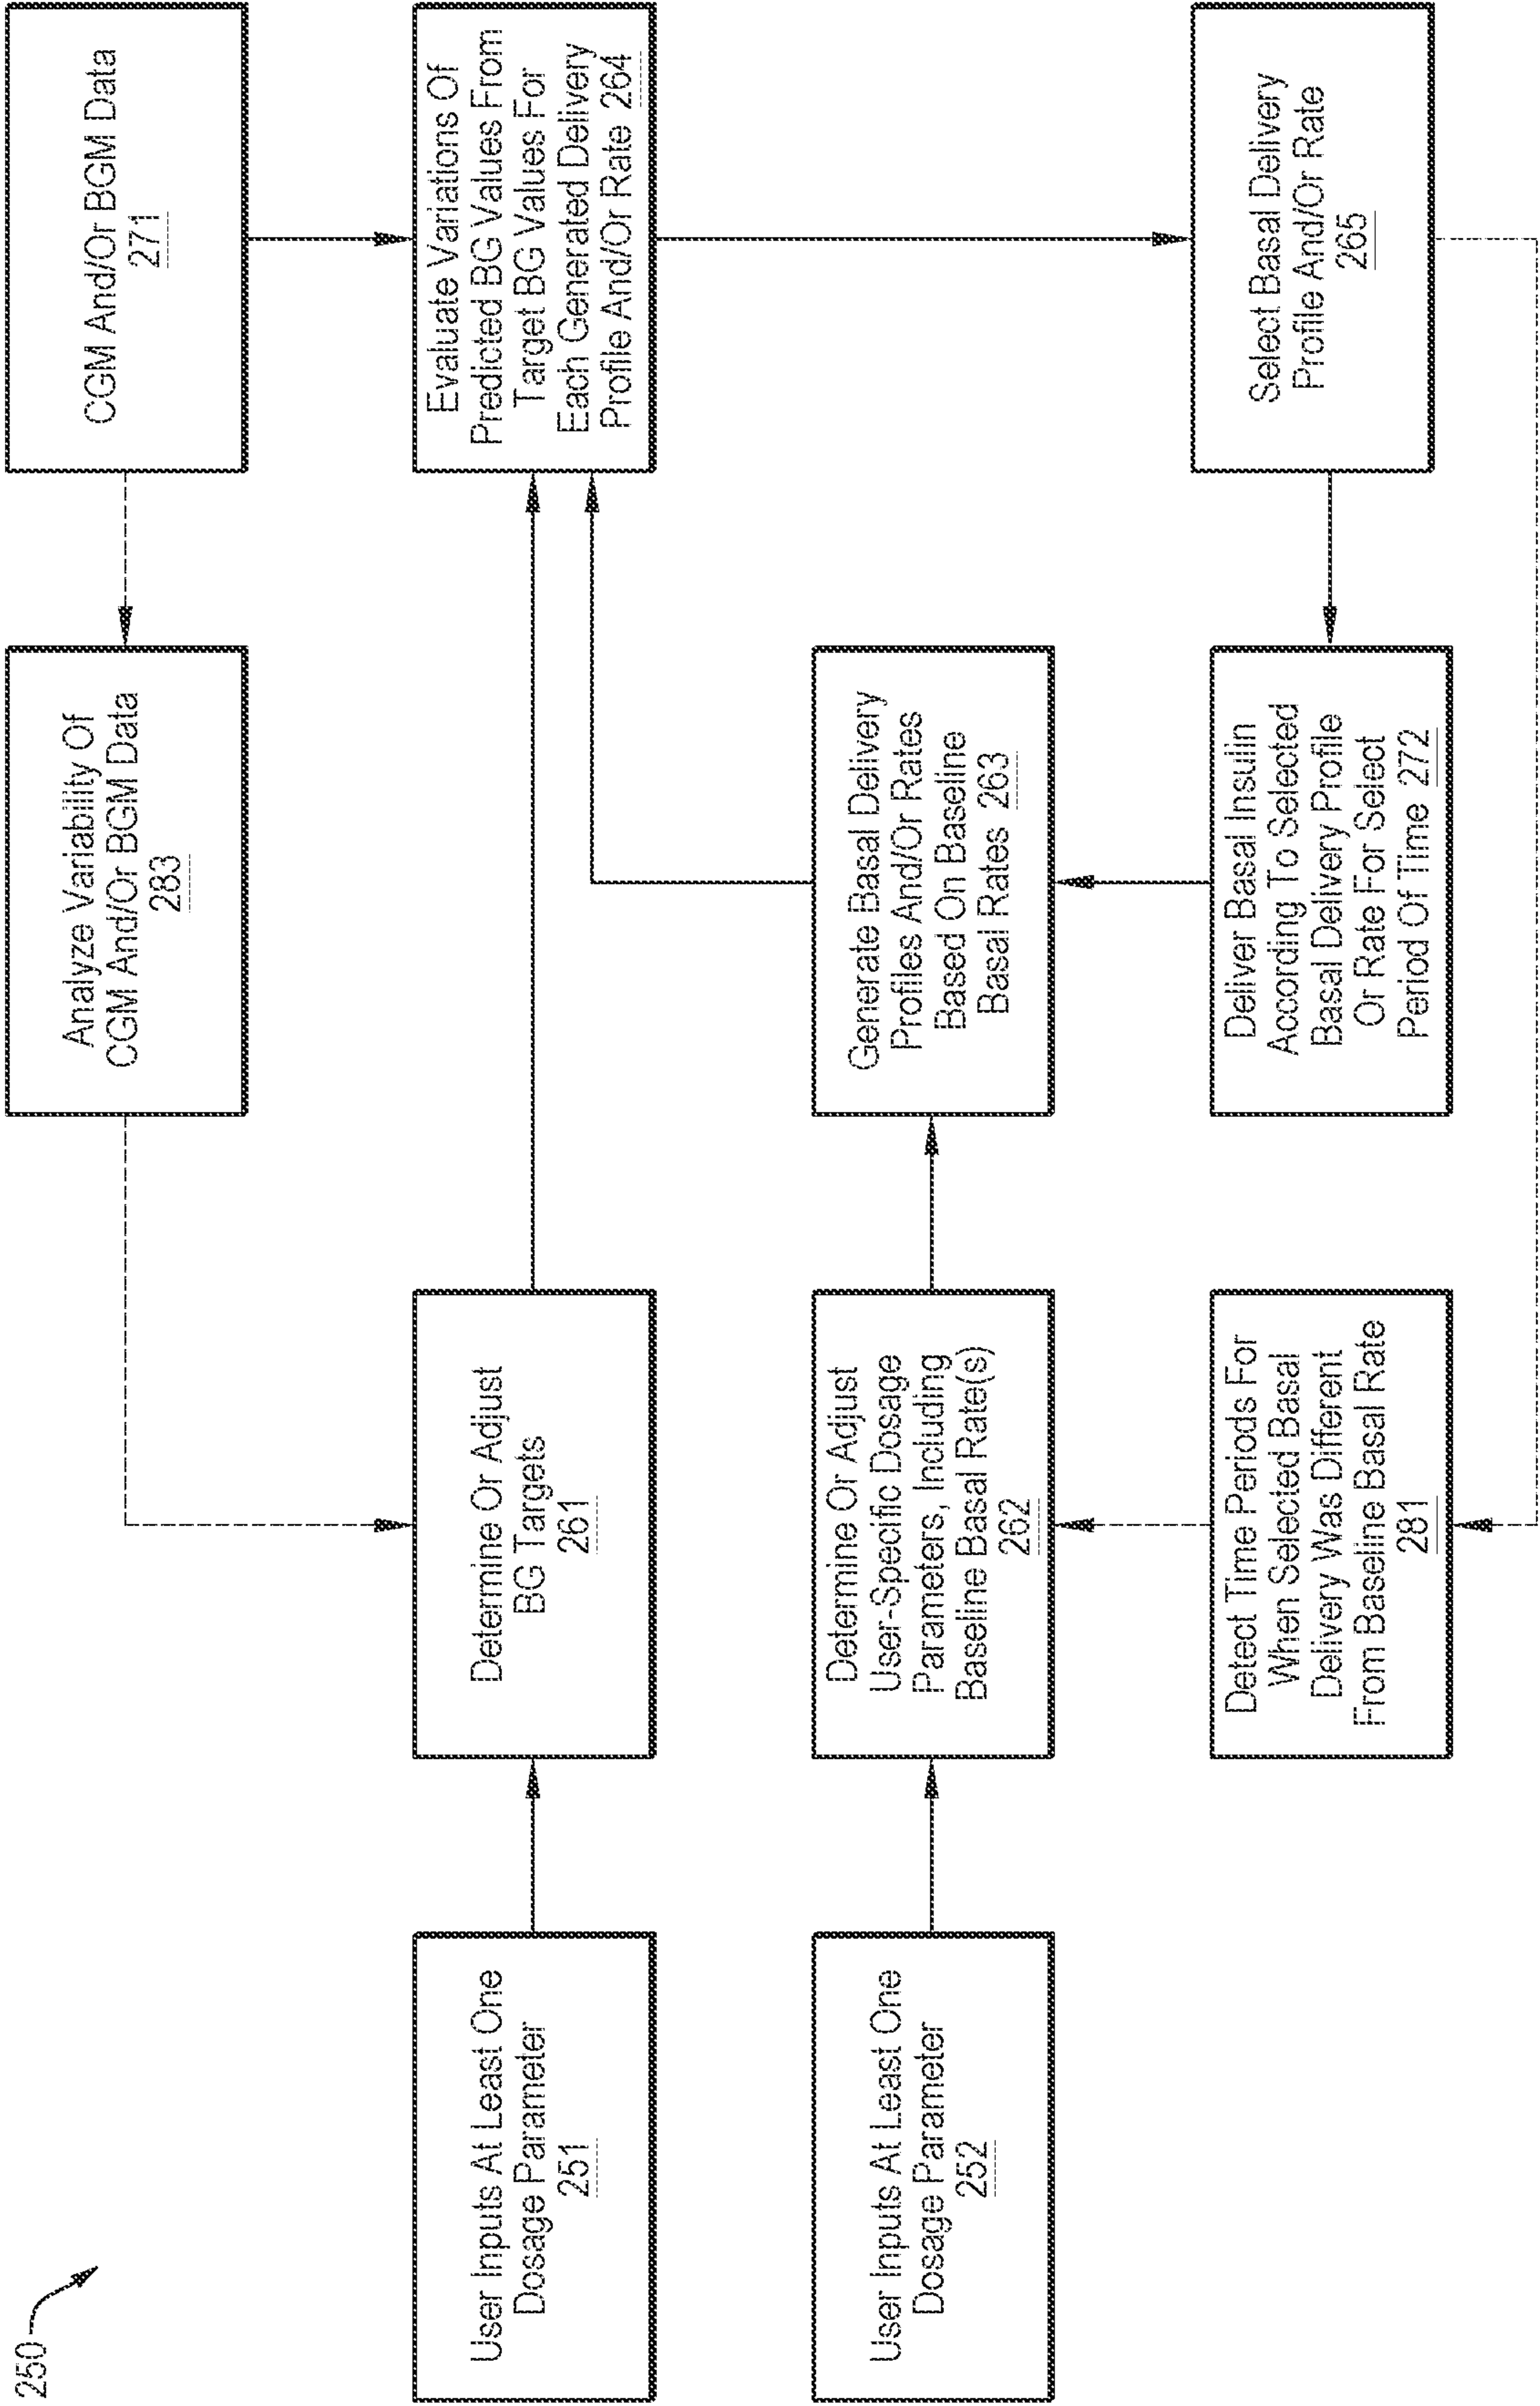 250
CGM And/Or BGM Data
271
Analyze Variability Of
CGM And/Or BGM Data
283
User Inputs At Least One
Dosage Parameter
251
Determine Or Adjust
BG Targets
261
Evaluate Variations Of
Predicted BG Values From
Target BG Values For
Each Generated Delivery
Profile And/Or Rate 264
User Inputs At Least One
Dosage Parameter
252
Determine Or Adjust
User-Specific Dosage
Parameters, Including
Baseline Basal Rate(s)
262
Generate Basal Delivery
Profiles And/Or Rates
Based On Baseline
Basal Rates 263
Detect Time Periods For
When Selected Basal
Delivery Was Different
From Baseline Basal Rate
281
Deliver Basal Insulin
According To Selected
Basal Delivery Profile
Or Rate For Select
Period Of Time 272
Select Basal Delivery
Profile And/Or Rate
265